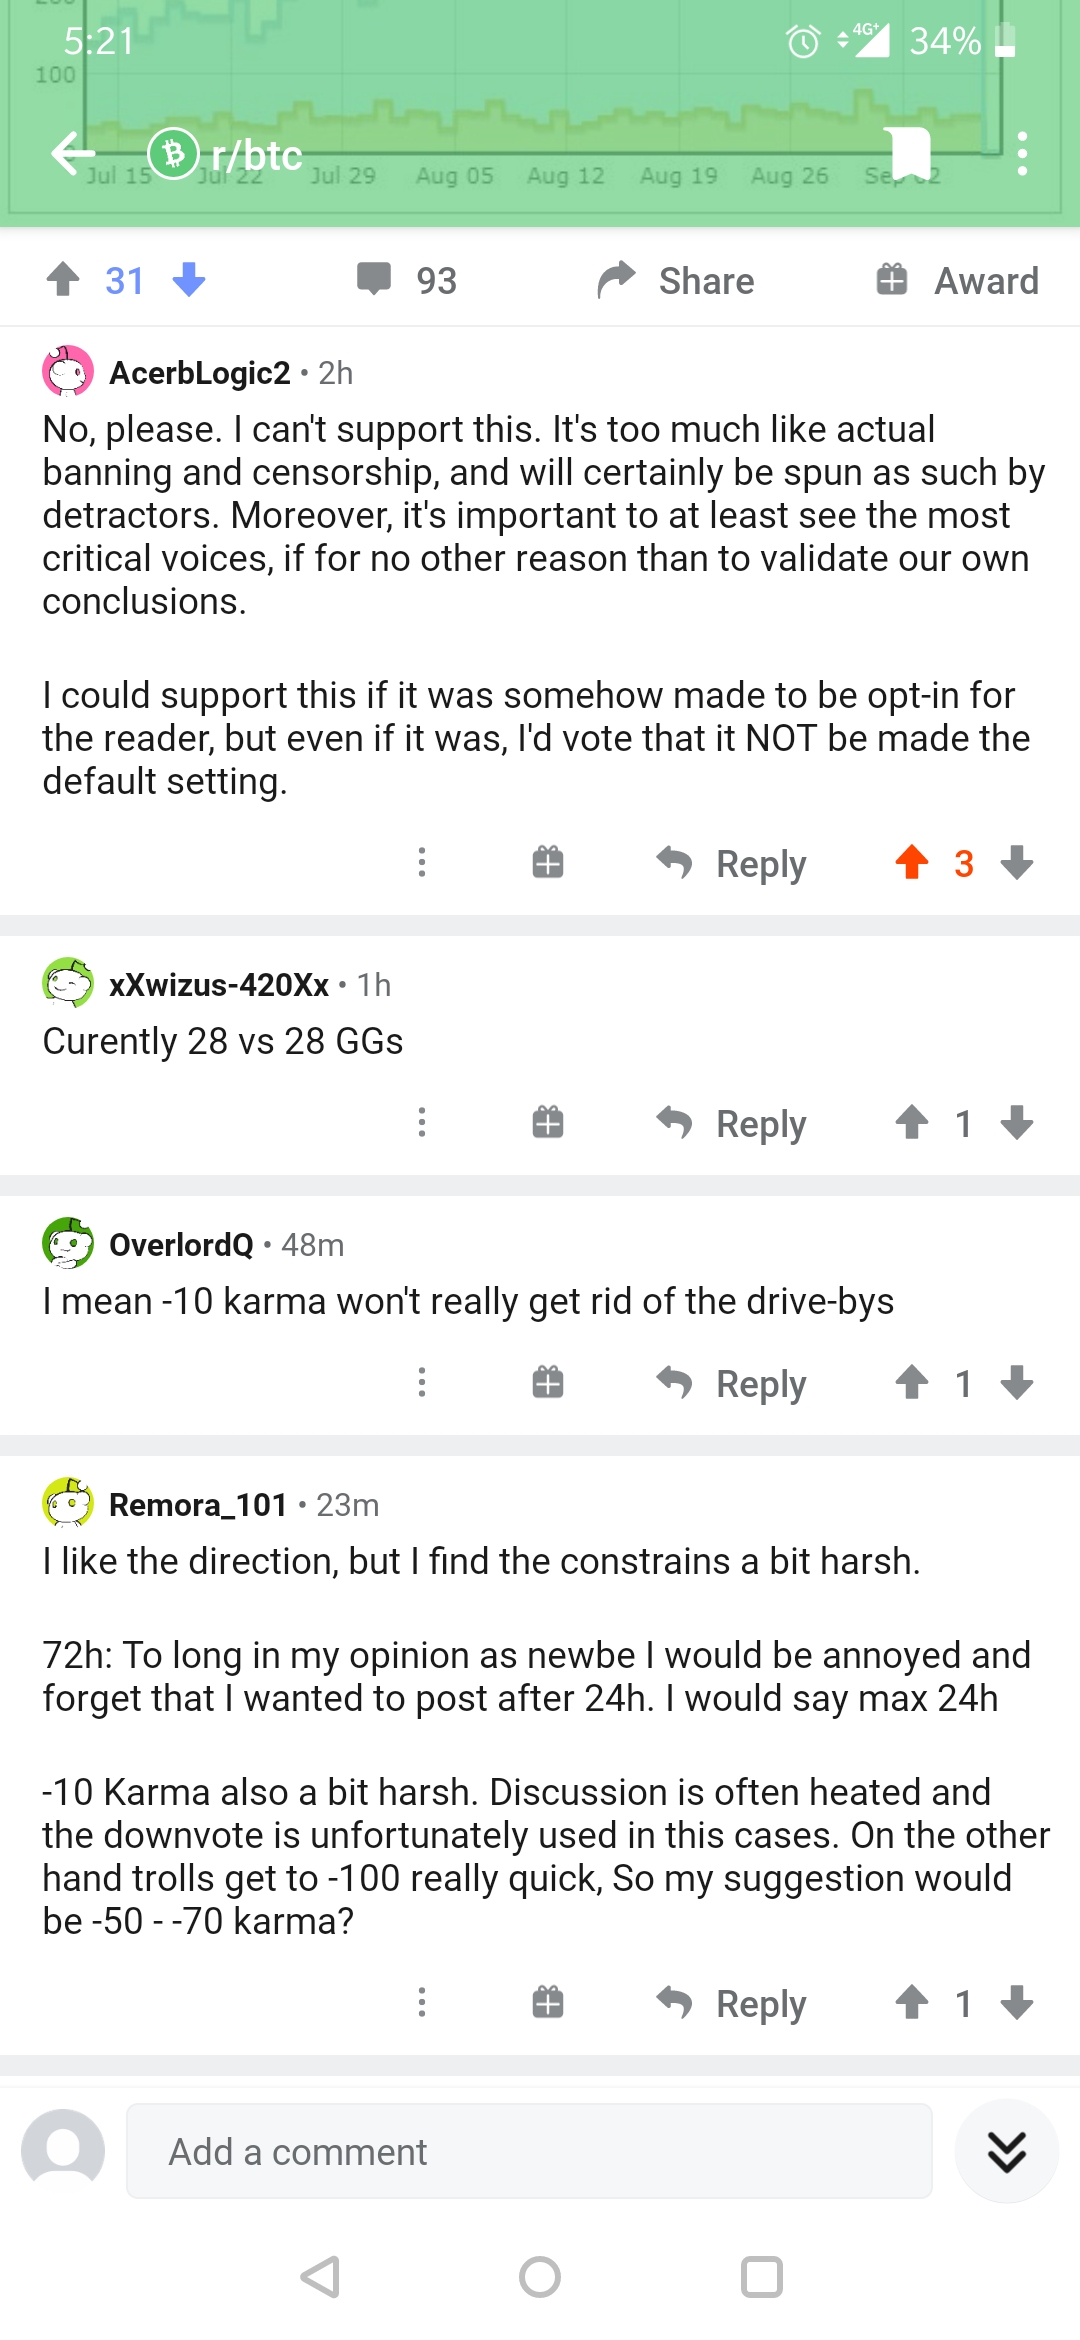 200
5:21
4G+
34%
100
r/btc
Jul 15 Jul 22 Jul 29 Aug 05 Aug 12 Aug 19 Aug 26 Sep 02
31 93 Share Award
AcerbLogic2 • 2h
No, please. I can't support this. It's too much like actual
banning and censorship, and will certainly be spun as such by
detractors. Moreover, it's important to at least see the most
critical voices, if for no other reason than to validate our own
conclusions.
I could support this if it was somehow made to be opt-in for
the reader, but even if it was, I'd vote that it NOT be made the
default setting.
Reply 3
xXwizus-420Xx • 1h
Curently 28 vs 28 GGs
Reply 1
OverlordQ • 48m
I mean -10 karma won't really get rid of the drive-bys
Reply 1
Remora_101 • 23m
I like the direction, but I find the constrains a bit harsh.
72h: To long in my opinion as newbe I would be annoyed and
forget that I wanted to post after 24h. I would say max 24h
-10 Karma also a bit harsh. Discussion is often heated and
the downvote is unfortunately used in this cases. On the other
hand trolls get to -100 really quick, So my suggestion would
be -50 - -70 karma?
Reply 1
Add a comment